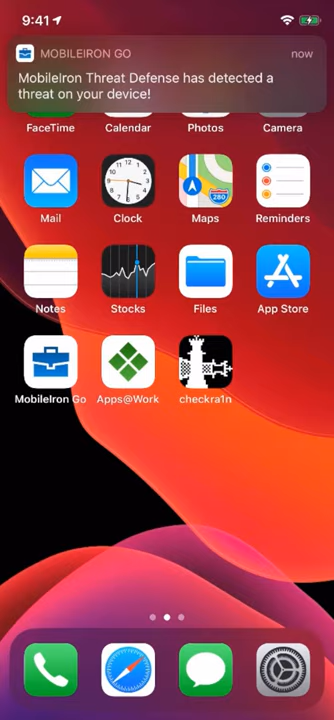 9:41
MOBILEIRON GO
now
MobileIron Threat Defense has detected a
threat on your device!
FaceTime
Calendar
Photos
Camera
Mail
Clock
Maps
Reminders
280
Notes
Stocks
Files
App Store
MobileIron Go
Apps@Work
checkra1n